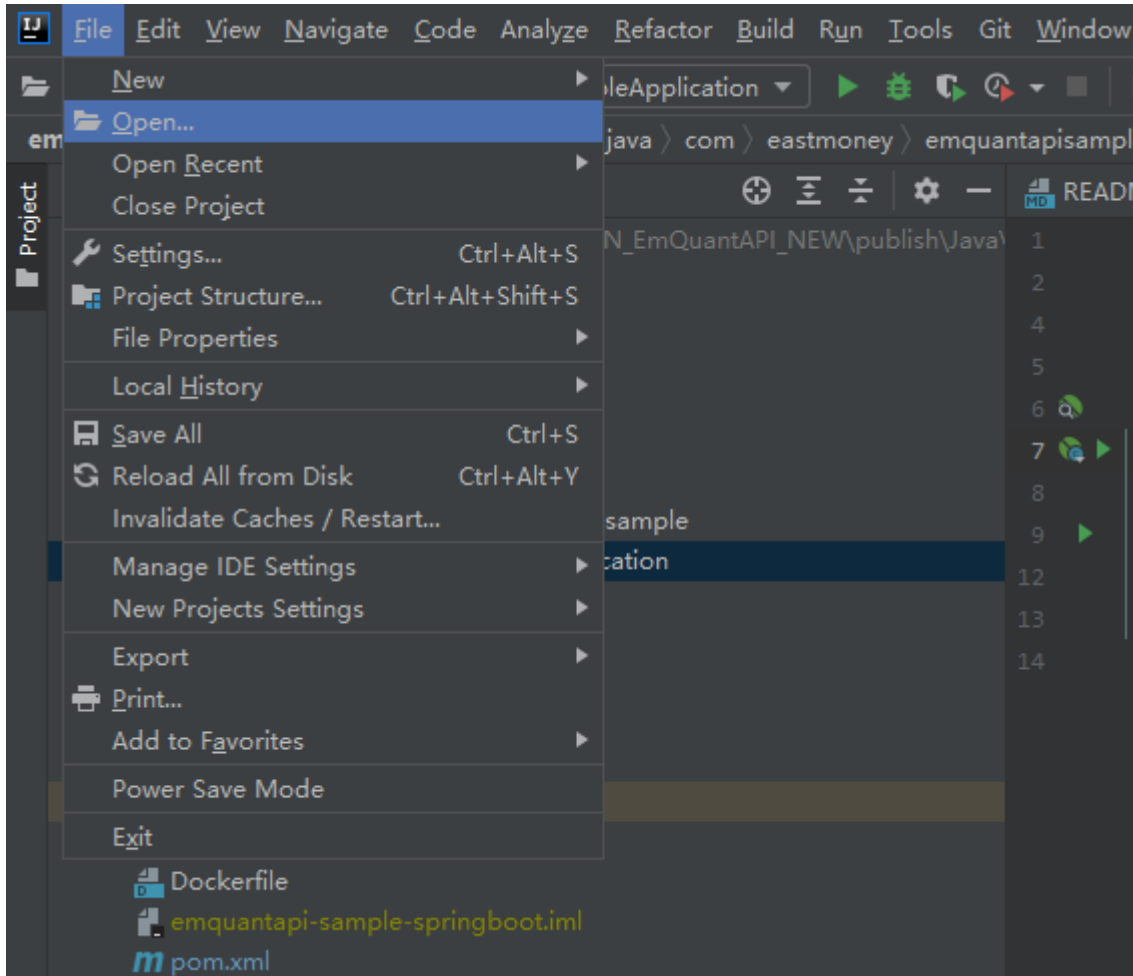 IJ File Edit View Navigate Code Analyze Refactor Build Run Tools Git Window
New leApplication
Open... java com eastmoney emquantapisampl
Open Recent
Close Project READ
Project
Settings... Ctrl+Alt+S N_EmQuantAPI_NEW\publish\Java\ 1
Project Structure... Ctrl+Alt+Shift+S 2
File Properties 4
5
Local History 6
Save All Ctrl+S 7
Reload All from Disk Ctrl+Alt+Y 8
Invalidate Caches / Restart... sample 9
Manage IDE Settings cation 12
New Projects Settings 13
Export 14
Print...
Add to Favorites
Power Save Mode
Exit
Dockerfile
emquantapi-sample-springboot.iml
pom.xml